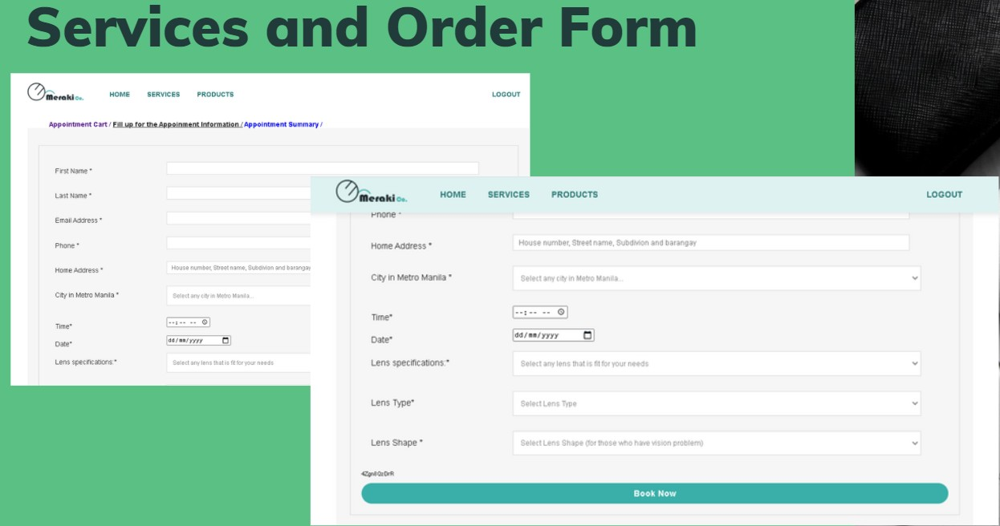 Services and Order Form
Meraki Co.
HOME SERVICES PRODUCTS LOGOUT
Appointment Cart / Fill up for the Appoinment Information / Appointment Summary /
First Name *
Last Name *
Email Address *
Phone *
Home Address * House number, Street name, Subdivion and barangay
City in Metro Manila * Select any city in Metro Manila...
Time* --:-- --
Date* dd/mm/yyyy
Lens specifications:* Select any lens that is fit for your needs
Meraki Co.
HOME SERVICES PRODUCTS LOGOUT
Phone *
Home Address * House number, Street name, Subdivion and barangay
City in Metro Manila * Select any city in Metro Manila...
Time* --:-- --
Date* dd/mm/yyyy
Lens specifications:* Select any lens that is fit for your needs
Lens Type* Select Lens Type
Lens Shape * Select Lens Shape (for those who have vision problem)
Book Now